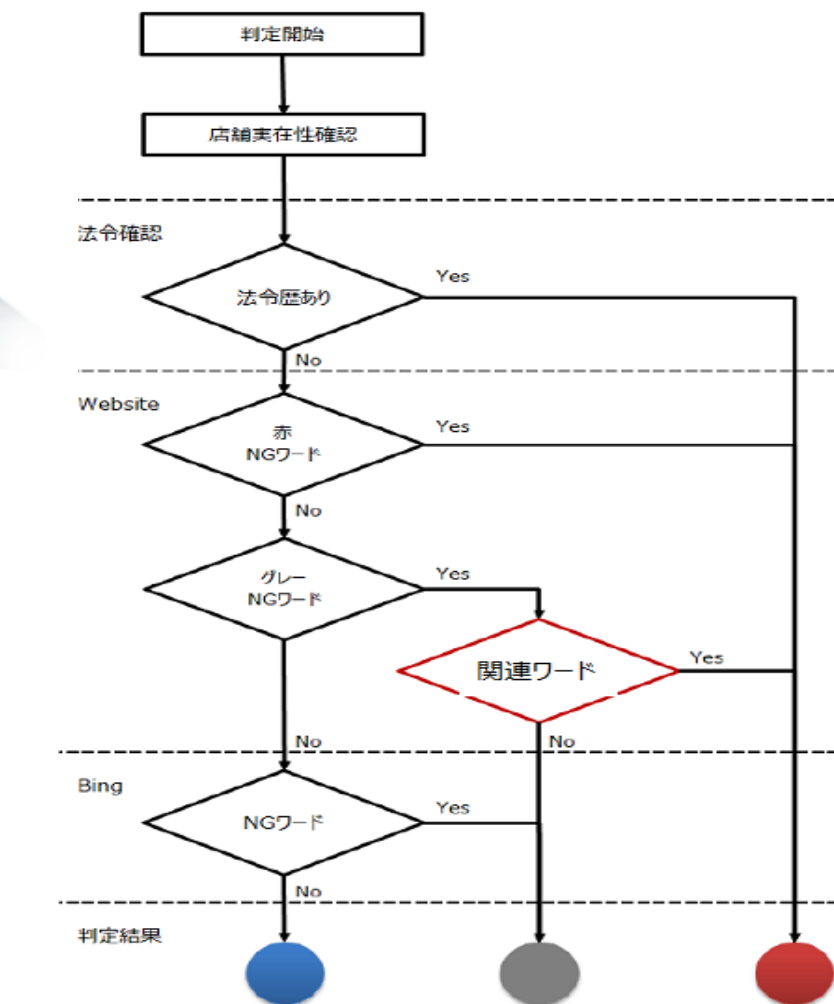 判定開始
店舗実在性確認
法令確認
法令歴あり
Yes
No
Website
赤
NGワード
Yes
No
グレー
NGワード
Yes
関連ワード
Yes
No
No
Bing
NGワード
Yes
No
判定結果